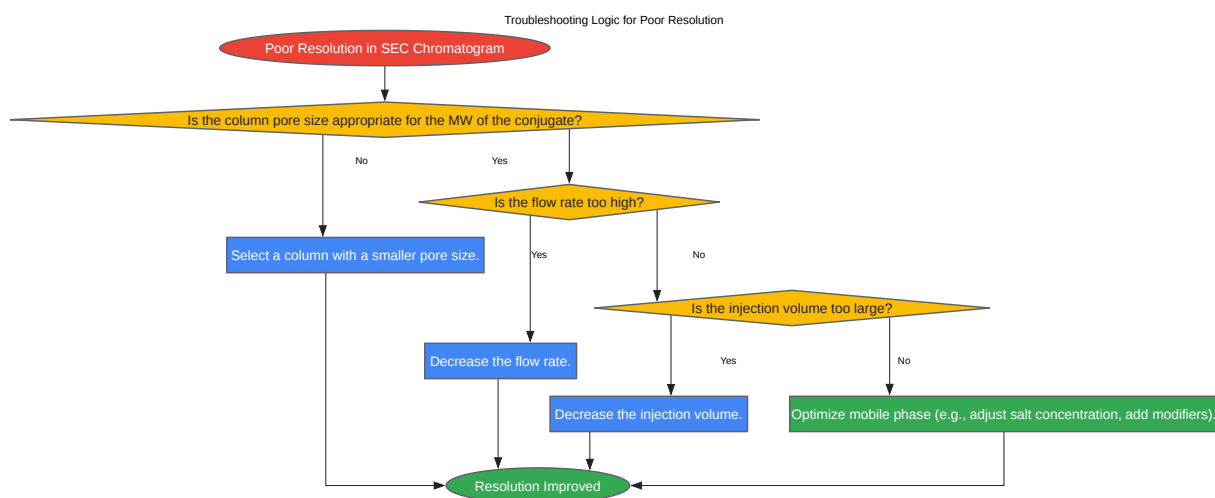 Troubleshooting Logic for Poor Resolution
Poor Resolution in SEC Chromatogram
Is the column pore size appropriate for the MW of the conjugate?
No
Yes
Is the flow rate too high?
Select a column with a smaller pore size.
Yes
No
Is the injection volume too large?
Decrease the flow rate.
Yes
No
Decrease the injection volume.
Optimize mobile phase (e.g., adjust salt concentration, add modifiers).
Resolution Improved